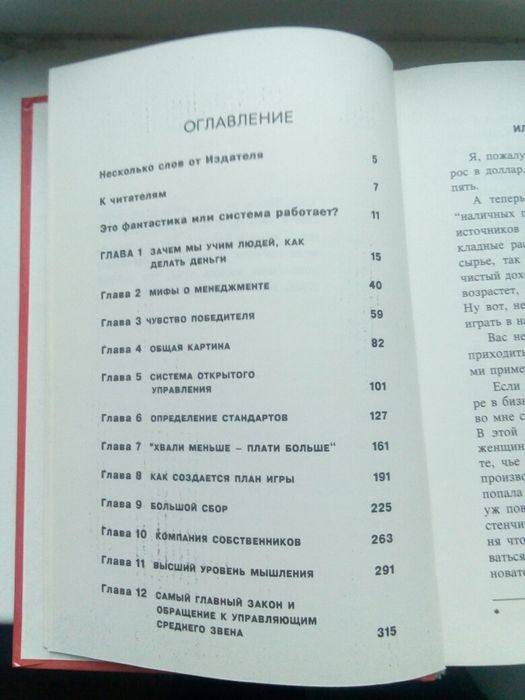 ОГЛАВЛЕНИЕ
Несколько слов от Издателя 5
К читателям 7
Это фантастика или система работает? 11
ГЛАВА 1 ЗАЧЕМ МЫ УЧИМ ЛЮДЕЙ, КАК
ДЕЛАТЬ ДЕНЬГИ 15
Глава 2 МИФЫ О МЕНЕДЖМЕНТЕ 40
Глава 3 ЧУВСТВО ПОБЕДИТЕЛЯ 59
Глава 4 ОБЩАЯ КАРТИНА 82
Глава 5 СИСТЕМА ОТКРЫТОГО
УПРАВЛЕНИЯ 101
Глава 6 ОПРЕДЕЛЕНИЕ СТАНДАРТОВ 127
Глава 7 "ХВАЛИ МЕНЬШЕ – ПЛАТИ БОЛЬШЕ" 161
Глава 8 КАК СОЗДАЕТСЯ ПЛАН ИГРЫ 191
Глава 9 БОЛЬШОЙ СБОР 225
Глава 10 КОМПАНИЯ СОБСТВЕННИКОВ 263
Глава 11 ВЫСШИЙ УРОВЕНЬ МЫШЛЕНИЯ 291
Глава 12 САМЫЙ ГЛАВНЫЙ ЗАКОН И
ОБРАЩЕНИЕ К УПРАВЛЯЮЩИМ
СРЕДНЕГО ЗВЕНА 315
Я, пожалу
рос в доллар.
пять.
А теперь
"наличных п
источников
кладные рас
сырье, так
чистый дох
возрастет,
Ну вот, не
играть в на
Вас не
приходить
ми приме
Если
ре в бизн
во мне с
В этой
женщин
те, чье
произво
попала
уж пов
стенчи
ня что
ваться
новате
*